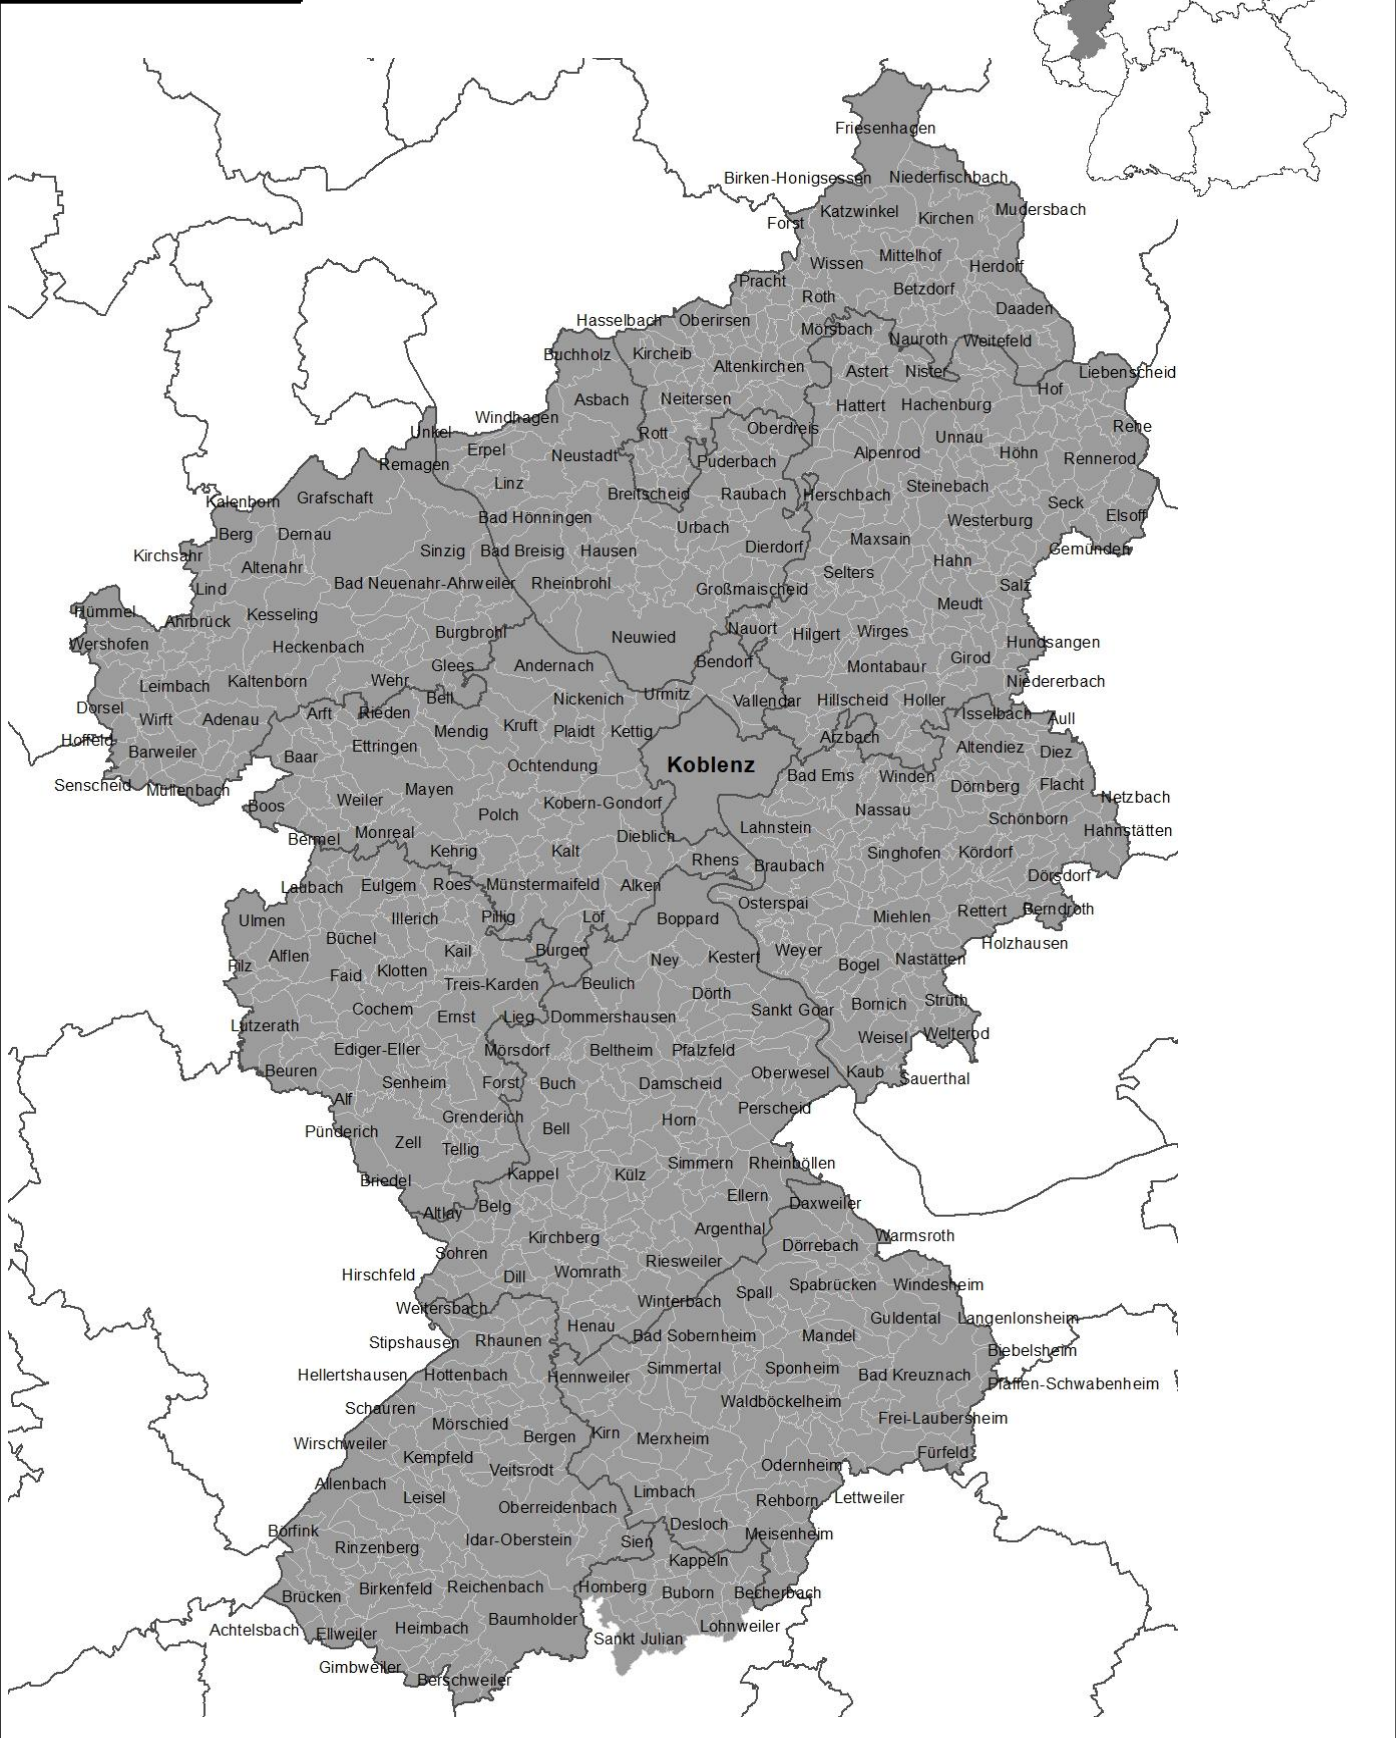 Friesenhagen
Birken-Honigsessen Niederfischbach
Katzwinkel Kirchen Mudersbach
Forst
Wissen Mittelhof Herdorf
Pracht Roth Betzdorf
Daaden
Hasselbach Oberirsen Mörsbach Nauroth Weitefeld
Buchholz Kircheib Altenkirchen Astert Nister Liebenscheid
Hof
Asbach Neitersen Hattert Hachenburg
Windhagen
Unkel Rott Oberdreis Unnau Rehe
Remagen Erpel Neustadt Puderbach Alpenrod Höhn Rennerod
Linz
Kalenborn Grafschaft Breitscheid Raubach Herschbach Steinebach Seck
Bad Hönningen Urbach Westerburg Elsoff
Berg Dernau
Kirchsahr Sinzig Bad Breisig Hausen Dierdorf Maxsain Gemünden
Altenahr Selters Hahn
Lind Bad Neuenahr-Ahrweiler Rheinbrohl Großmaischeid Salz
Hümmel Ahrbrück Kesseling Meudt
Wershofen Heckenbach Burgbrohl Neuwied Nauort Hilgert Wirges Hundsangen
Glees Andernach Bendorf Montabaur Girod
Leimbach Kaltenborn Wehr Niedererbach
Dorsel Bell Nickenich Urmitz Vallendar Hillscheid Holler
Wirft Adenau Arft Rieden Isselbach Aull
Hoffeld Mendig Kruft Plaidt Kettig Arzbach
Barweiler Baar Ettringen Altendiez Diez
Ochtendung Koblenz Bad Ems Winden
Senscheid Müllenbach Mayen Dörnberg Flacht
Boos Weiler Polch Kobern-Gondorf Nassau Netzbach
Bermel Monreal Dieblich Lahnstein Schönborn Hahnstätten
Kehrig Kalt Rhens Braubach Singhofen Kördorf
Laubach Eulgem Roes Münstermaifeld Alken Dörsdorf
Ulmen Illerich Pillig Löf Boppard Osterspai Miehlen Rettert Berndroth
Büchel Kail Burgen Holzhausen
Alflen Ney Kestert Weyer Nastätten
Filz Faid Klotten Treis-Karden Beulich Dörth Bogel
Cochem Ernst Lieg Dommershausen Sankt Goar Bornich Strüth
Lutzerath Weisel Welterod
Ediger-Eller Mörsdorf Beltheim Pfalzfeld
Beuren Senheim Forst Buch Damscheid Oberwesel Kaub Sauerthal
Alf Grenderich Horn Perscheid
Pünderich Zell Tellig Bell
Briedel Kappel Külz Simmern Rheinböllen
Altlay Belg Ellern Daxweiler
Sohren Kirchberg Argenthal Dörrebach Warmsroth
Hirschfeld Dill Womrath Riesweiler
Weitersbach Winterbach Spall Spabrücken Windesheim
Stipshausen Rhaunen Henau Bad Sobernheim Mandel Guldental Langenlonsheim
Biebelsheim
Hellertshausen Hottenbach Hennweiler Simmertal Sponheim Bad Kreuznach Pfaffen-Schwabenheim
Schauren Mörschied Waldböckelheim Frei-Laubersheim
Wirschweiler Bergen Kirn Merxheim
Kempfeld Veitsrodt Odernheim Fürfeld
Allenbach Leisel Oberreidenbach Limbach Rehborn Lettweiler
Börfink Idar-Oberstein Sien Desloch Meisenheim
Rinzenberg Kappeln
Brücken Birkenfeld Reichenbach Homberg Buborn Becherbach
Achtelsbach Ellweiler Heimbach Baumholder Sankt Julian Lohnweiler
Gimbweiler Berschweiler